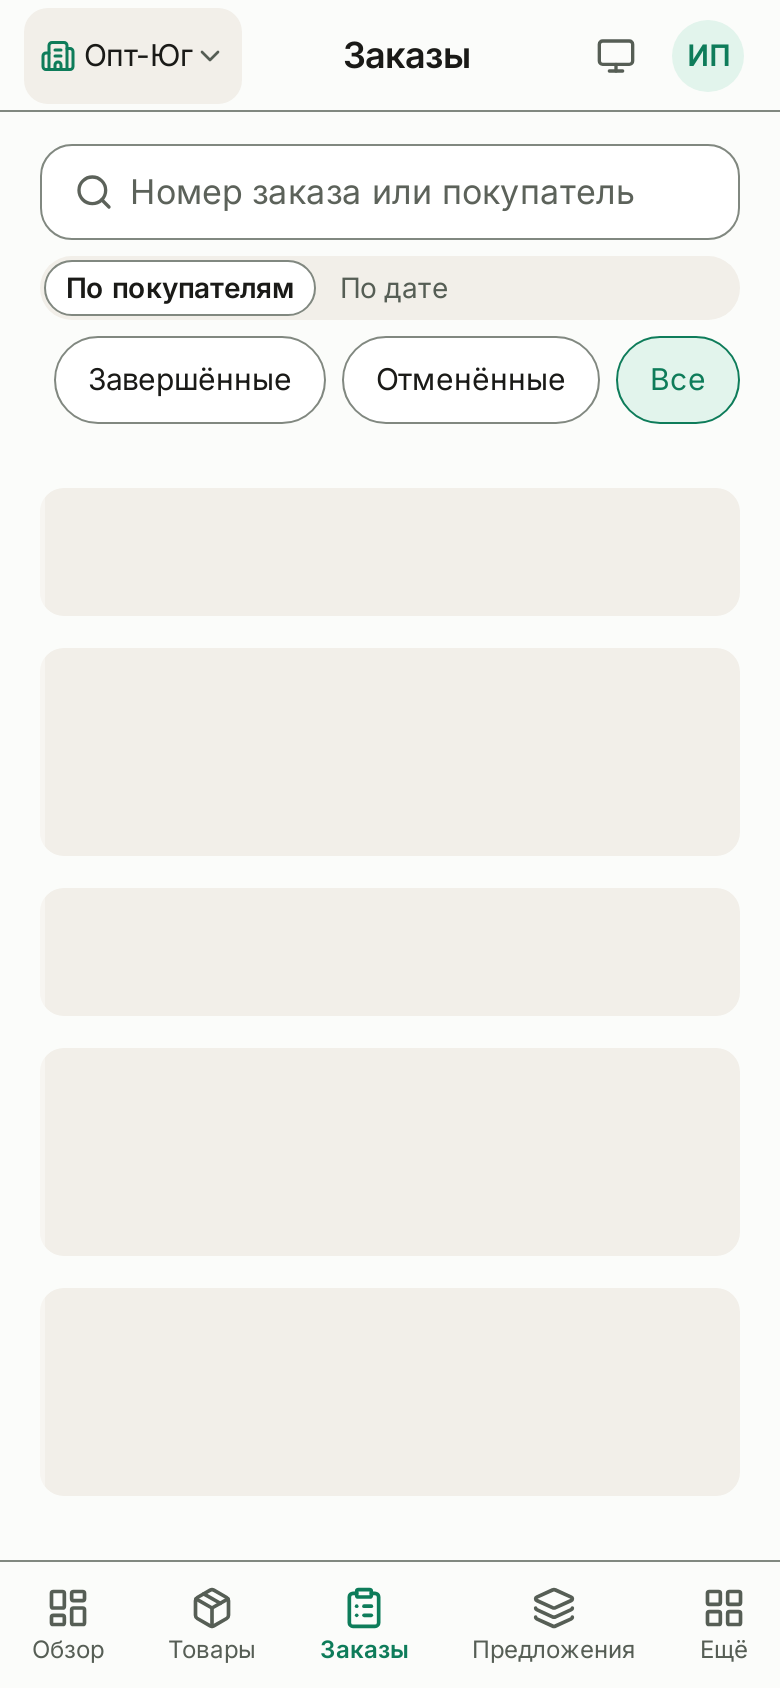 Опт-Юг
Заказы
ИП
Номер заказа или покупатель
По покупателям По дате
Завершённые Отменённые Все
Обзор Товары Заказы Предложения Ещё